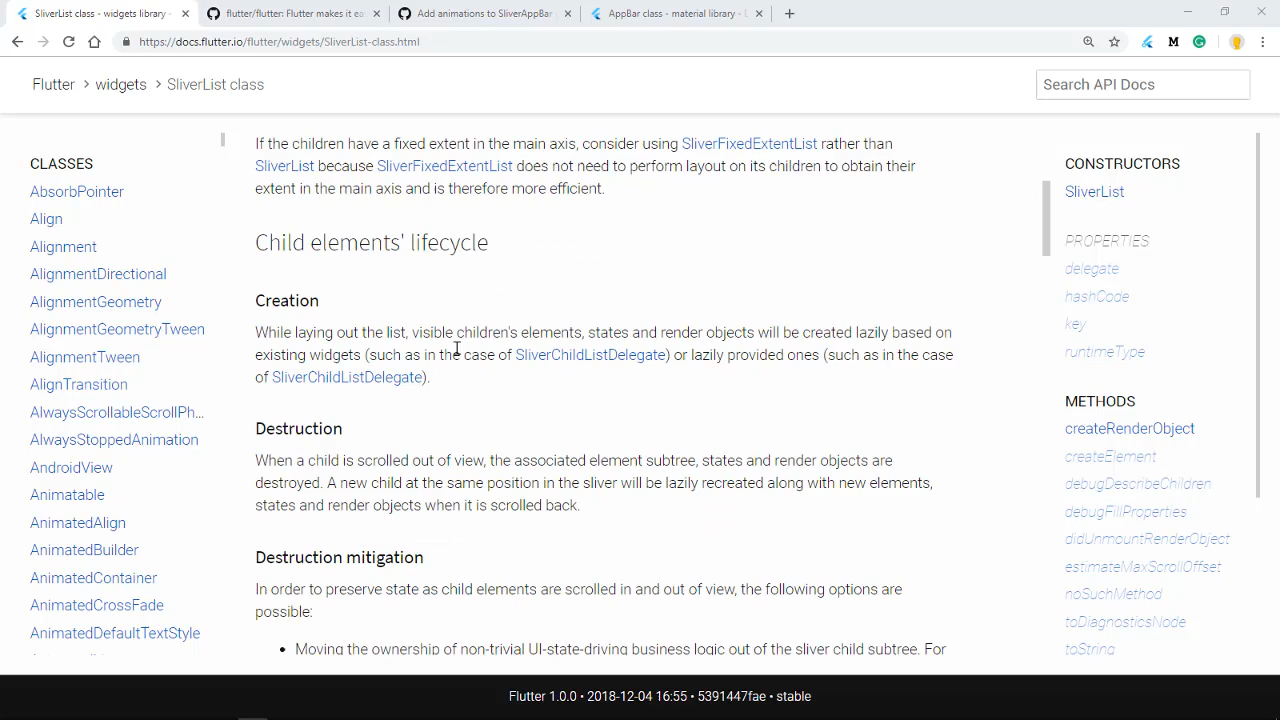 SliverList class - widgets library -
flutter/flutter: Flutter makes it ea
Add animations to SliverAppBar
AppBar class - material library - 
https://docs.flutter.io/flutter/widgets/SliverList-class.html
M
Flutter > widgets > SliverList class
Search API Docs
CLASSES
AbsorbPointer
Align
Alignment
AlignmentDirectional
AlignmentGeometry
AlignmentGeometryTween
AlignmentTween
AlignTransition
AlwaysScrollableScrollPh...
AlwaysStoppedAnimation
AndroidView
Animatable
AnimatedAlign
AnimatedBuilder
AnimatedContainer
AnimatedCrossFade
AnimatedDefaultTextStyle
If the children have a fixed extent in the main axis, consider using SliverFixedExtentList rather than
SliverList because SliverFixedExtentList does not need to perform layout on its children to obtain their
extent in the main axis and is therefore more efficient.
Child elements' lifecycle
Creation
While laying out the list, visible children's elements, states and render objects will be created lazily based on
existing widgets (such as in the case of SliverChildListDelegate) or lazily provided ones (such as in the case
of SliverChildListDelegate).
Destruction
When a child is scrolled out of view, the associated element subtree, states and render objects are
destroyed. A new child at the same position in the sliver will be lazily recreated along with new elements,
states and render objects when it is scrolled back.
Destruction mitigation
In order to preserve state as child elements are scrolled in and out of view, the following options are
possible:
• Moving the ownership of non-trivial UI-state-driving business logic out of the sliver child subtree. For
CONSTRUCTORS
SliverList
PROPERTIES
delegate
hashCode
key
runtimeType
METHODS
createRenderObject
createElement
debugDescribeChildren
debugFillProperties
didUnmountRenderObject
estimateMaxScrollOffset
noSuchMethod
toDiagnosticsNode
toString
Flutter 1.0.0 • 2018-12-04 16:55 • 5391447fae • stable